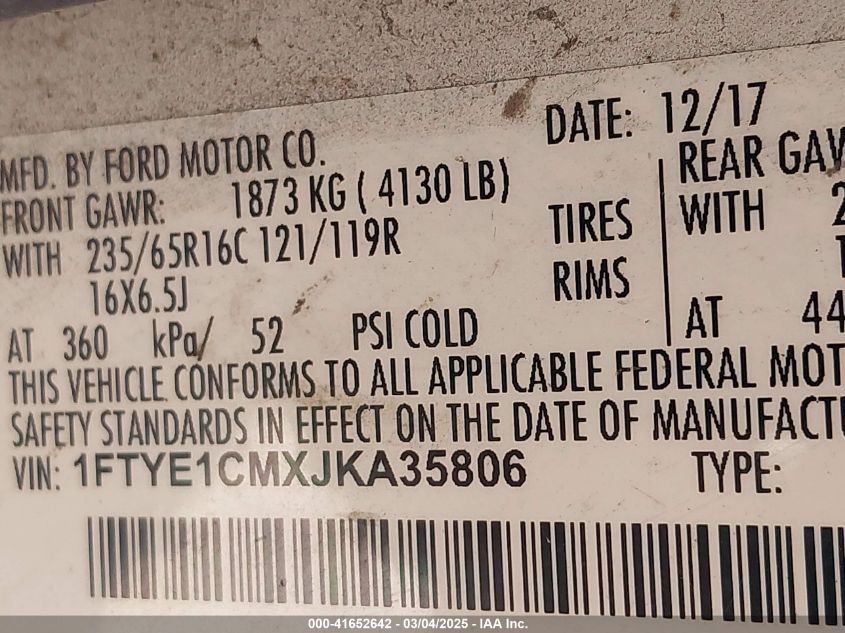 DATE: 12/17
MFD. BY FORD MOTOR CO.
FRONT GAWR: 1873 KG ( 4130 LB)
REAR
WITH 235/65R16C 121/119R TIRES
WITH
16X6.5J RIMS
AT 360 kPa/ 52 PSI COLD
AT 44
THIS VEHICLE CONFORMS TO ALL APPLICABLE FEDERAL MOT
SAFETY STANDARDS IN EFFECT ON THE DATE OF MANUFACT
VIN: 1FTYE1CMXJKA35806 TYPE:
000-41652642 - 03/04/2025 - IAA Inc.